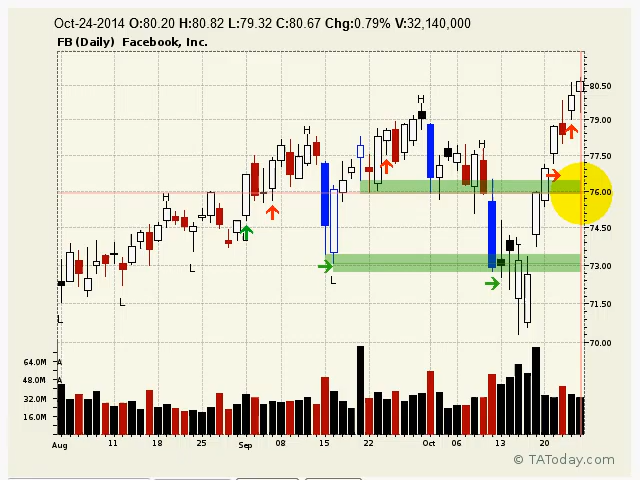 Oct-24-2014 O:80.20 H:80.82 L:79.32 C:80.67 Chg:0.79% V:32,140,000
FB (Daily) Facebook, Inc.
80.50
79.00
77.50
76.00
74.50
73.00
71.50
70.00
H
H
H
H
L
L
L
L
64.0M
A
48.0M
A
32.0M
16.0M
Aug 11 18 25 Sep 08 15 22 Oct 06 13 20
© TAToday.com/